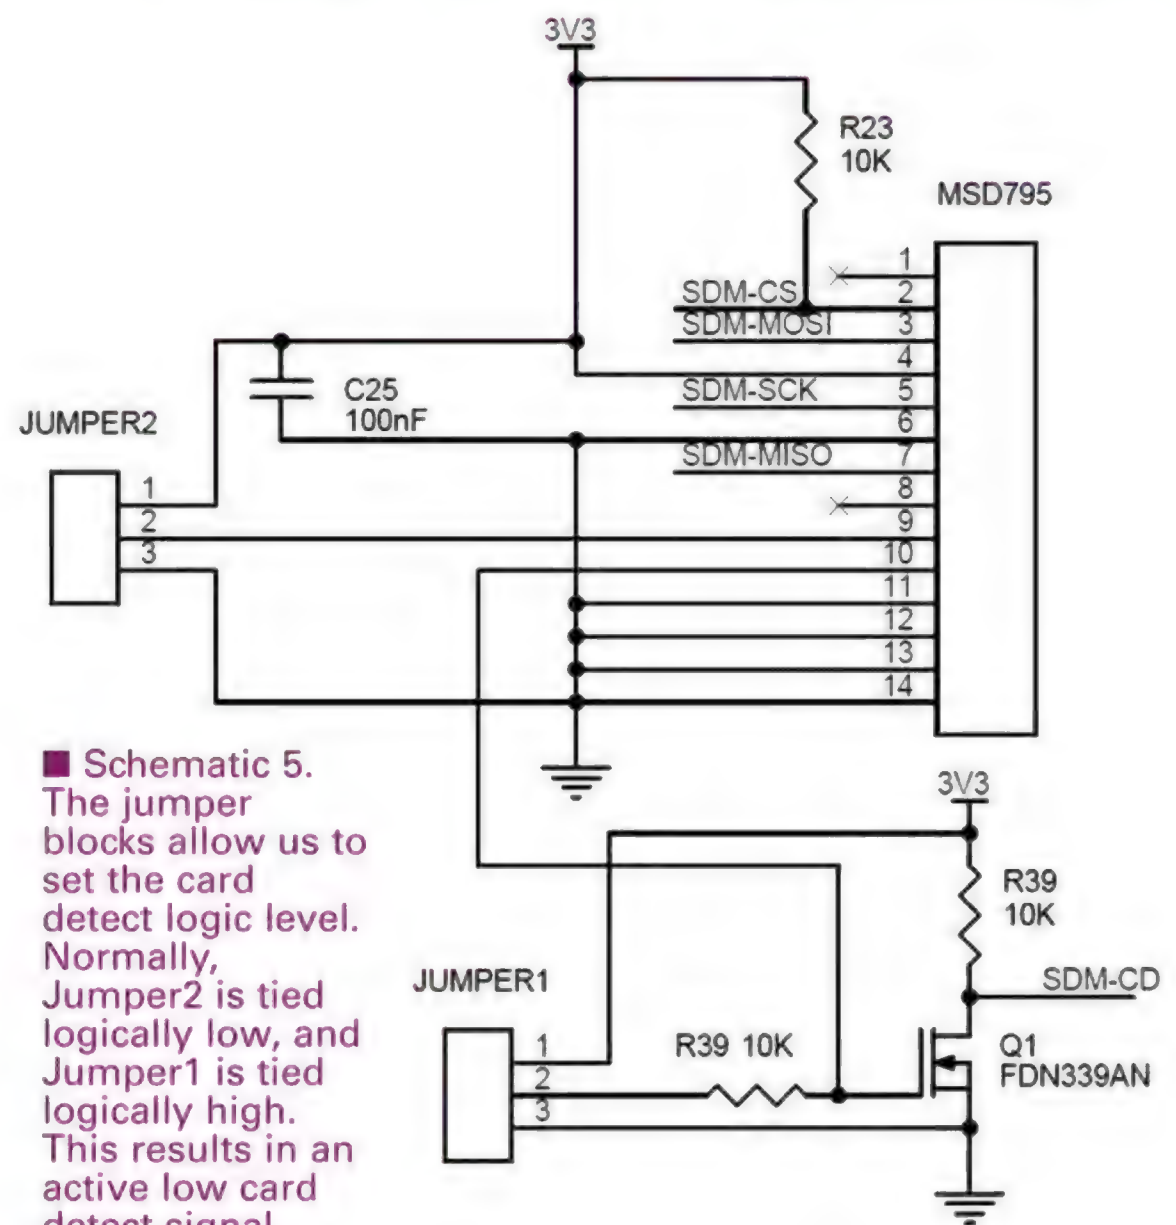 3V3
R23
10K
MSD795
1
SDM-CS
2
SDM-MOSI
3
4
C25
100nF
SDM-SCK
5
6
JUMPER2
SDM-MISO
7
1
8
2
9
3
10
11
12
13
14
■ Schematic 5.
The jumper
blocks allow us to
set the card
detect logic level.
Normally,
Jumper2 is tied
logically low, and
Jumper1 is tied
logically high.
This results in an
active low card
detect signal
3V3
R39
10K
JUMPER1
SDM-CD
1
R39 10K
2
3
Q1
FDN339AN